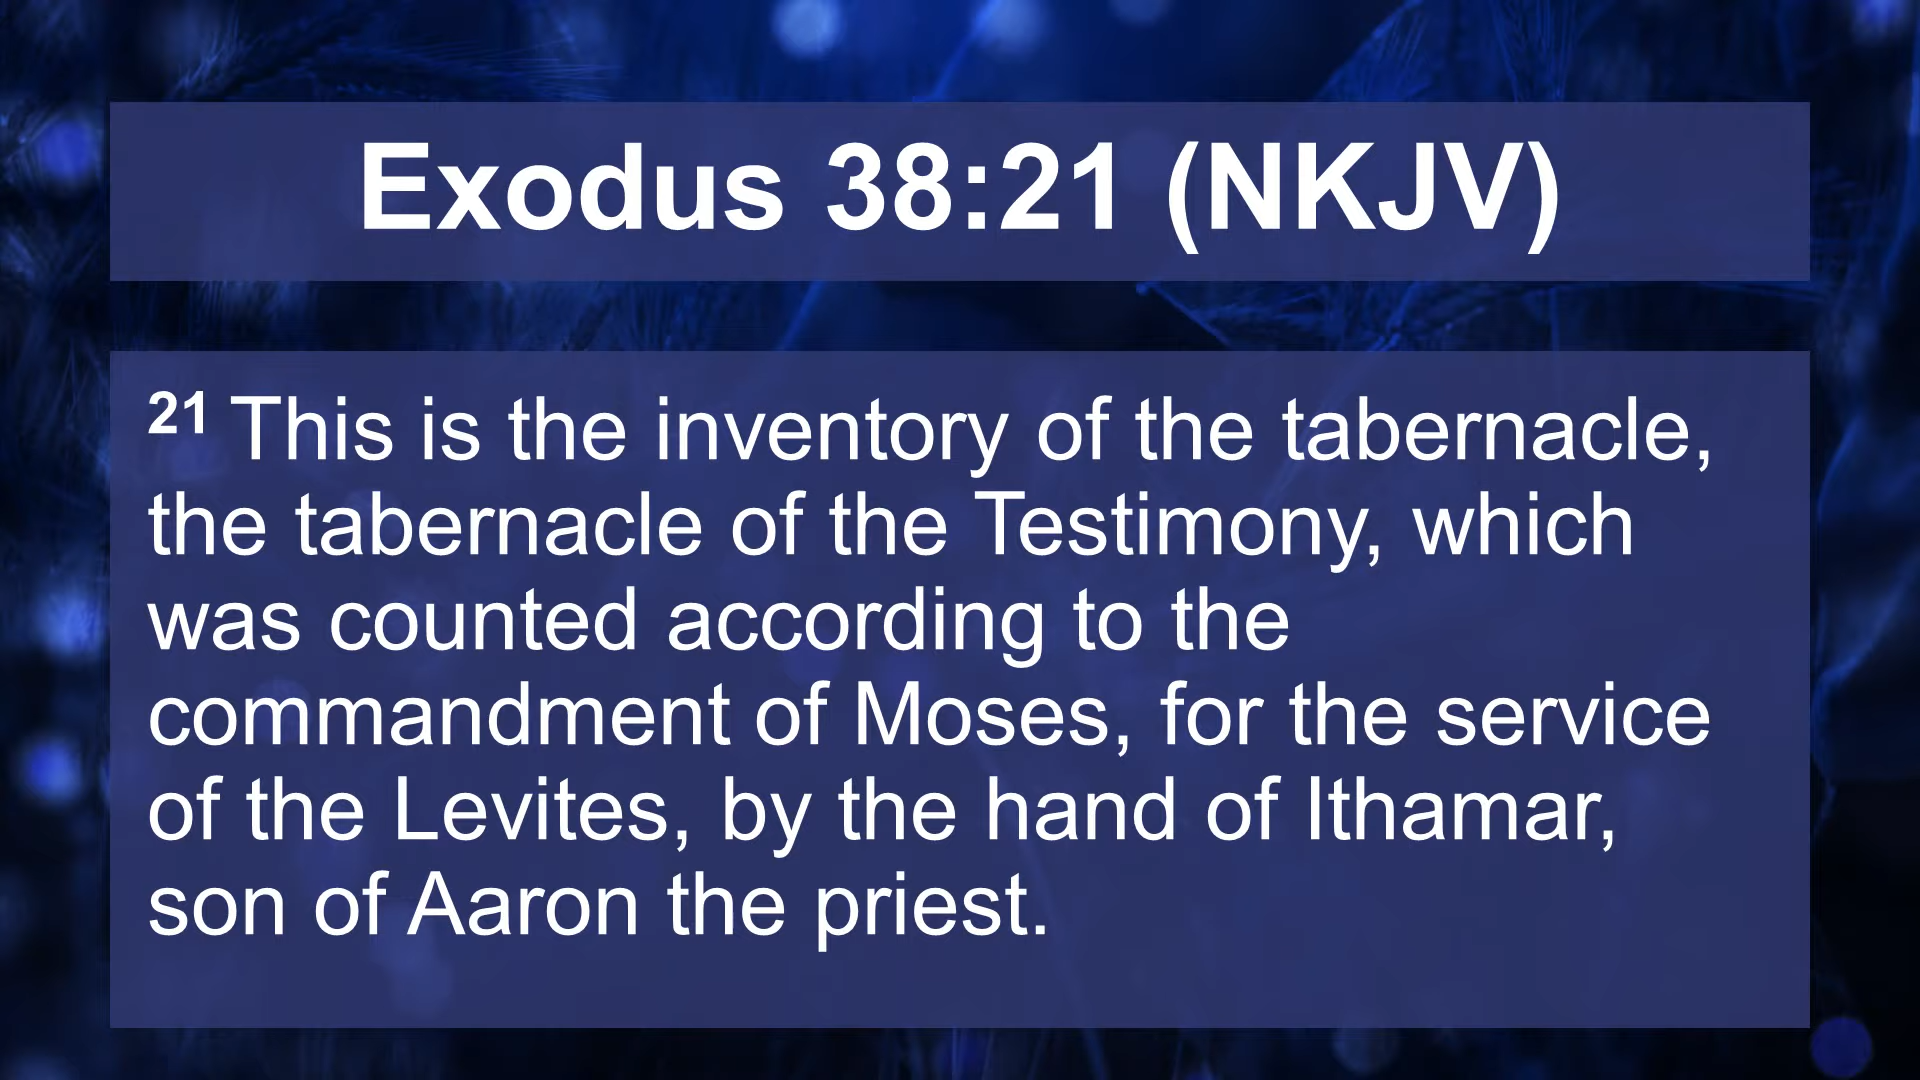 Exodus 38:21 (NKJV)
21 This is the inventory of the tabernacle,
the tabernacle of the Testimony, which
was counted according to the
commandment of Moses, for the service
of the Levites, by the hand of Ithamar,
son of Aaron the priest.